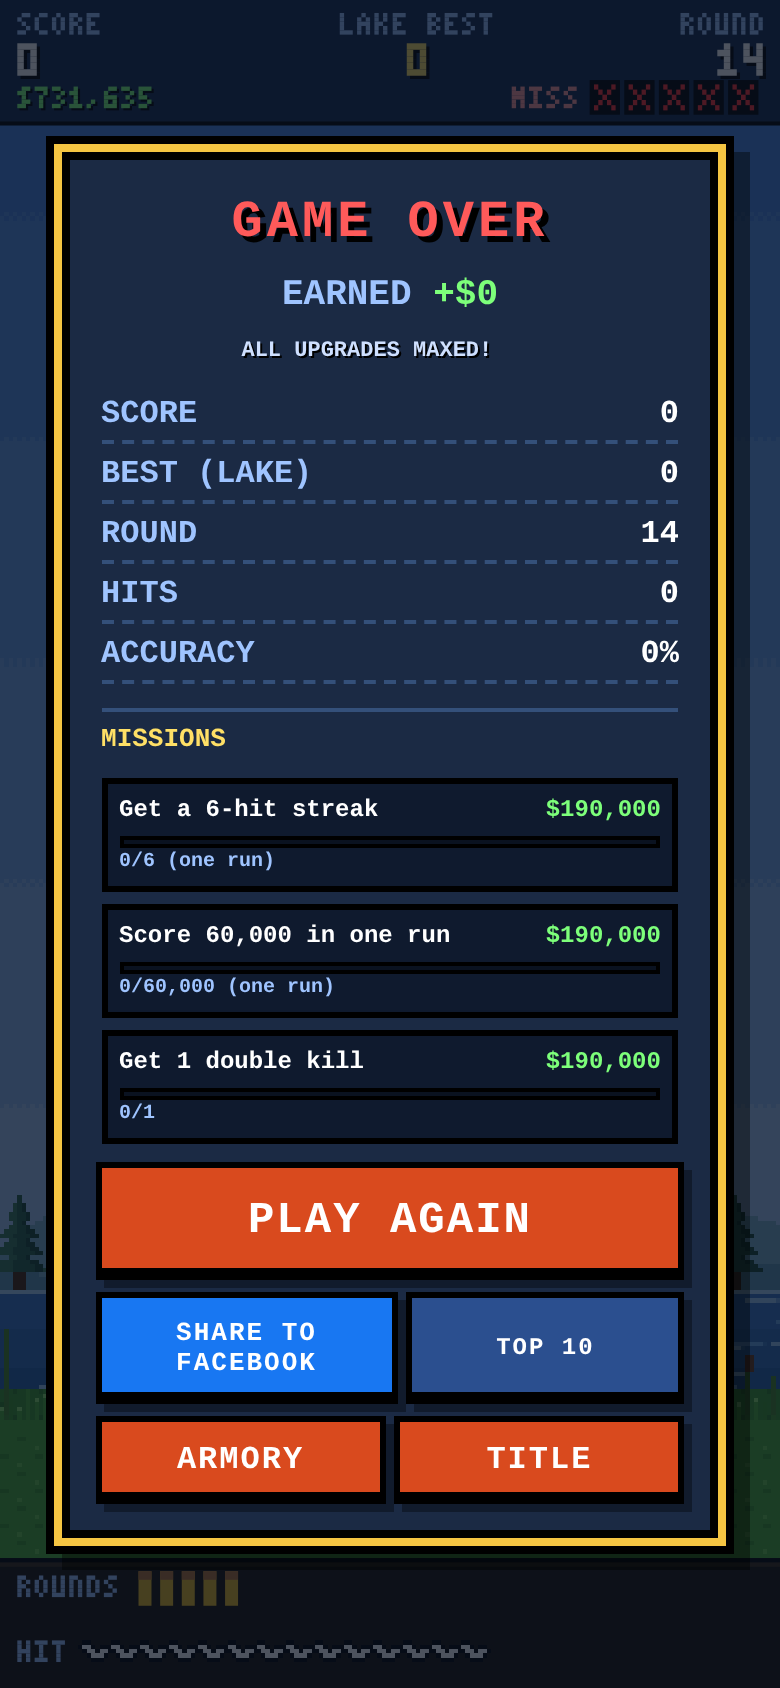 SCORE LAKE BEST ROUND
0 0 14
$731,635 MISS X X X X X
GAME OVER
EARNED +$0
ALL UPGRADES MAXED!
SCORE 0
BEST (LAKE) 0
ROUND 14
HITS 0
ACCURACY 0%
MISSIONS
Get a 6-hit streak $190,000
0/6 (one run)
Score 60,000 in one run $190,000
0/60,000 (one run)
Get 1 double kill $190,000
0/1
PLAY AGAIN
SHARE TO
FACEBOOK
TOP 10
ARMORY TITLE
ROUNDS
HIT